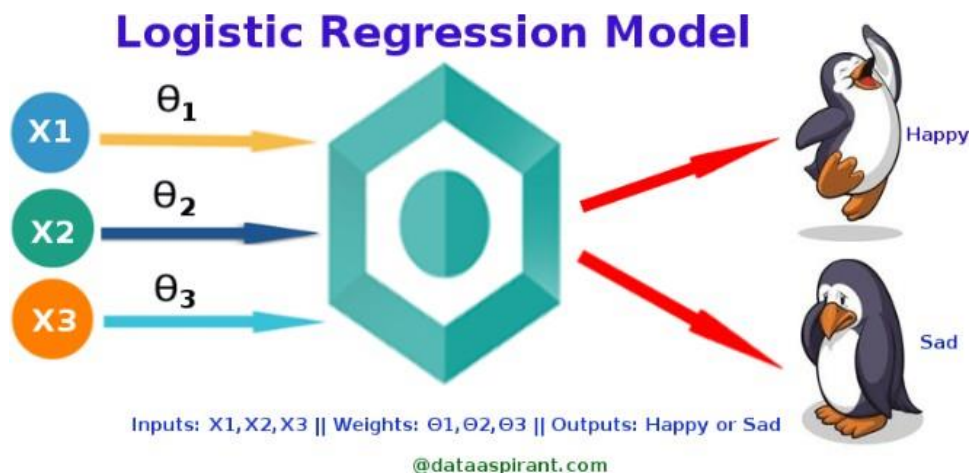 Logistic Regression Model
X1
θ1
X2
θ2
X3
θ3
Happy
Sad
Inputs: X1,X2,X3 || Weights: Θ1,Θ2,Θ3 || Outputs: Happy or Sad
@dataaspirant.com